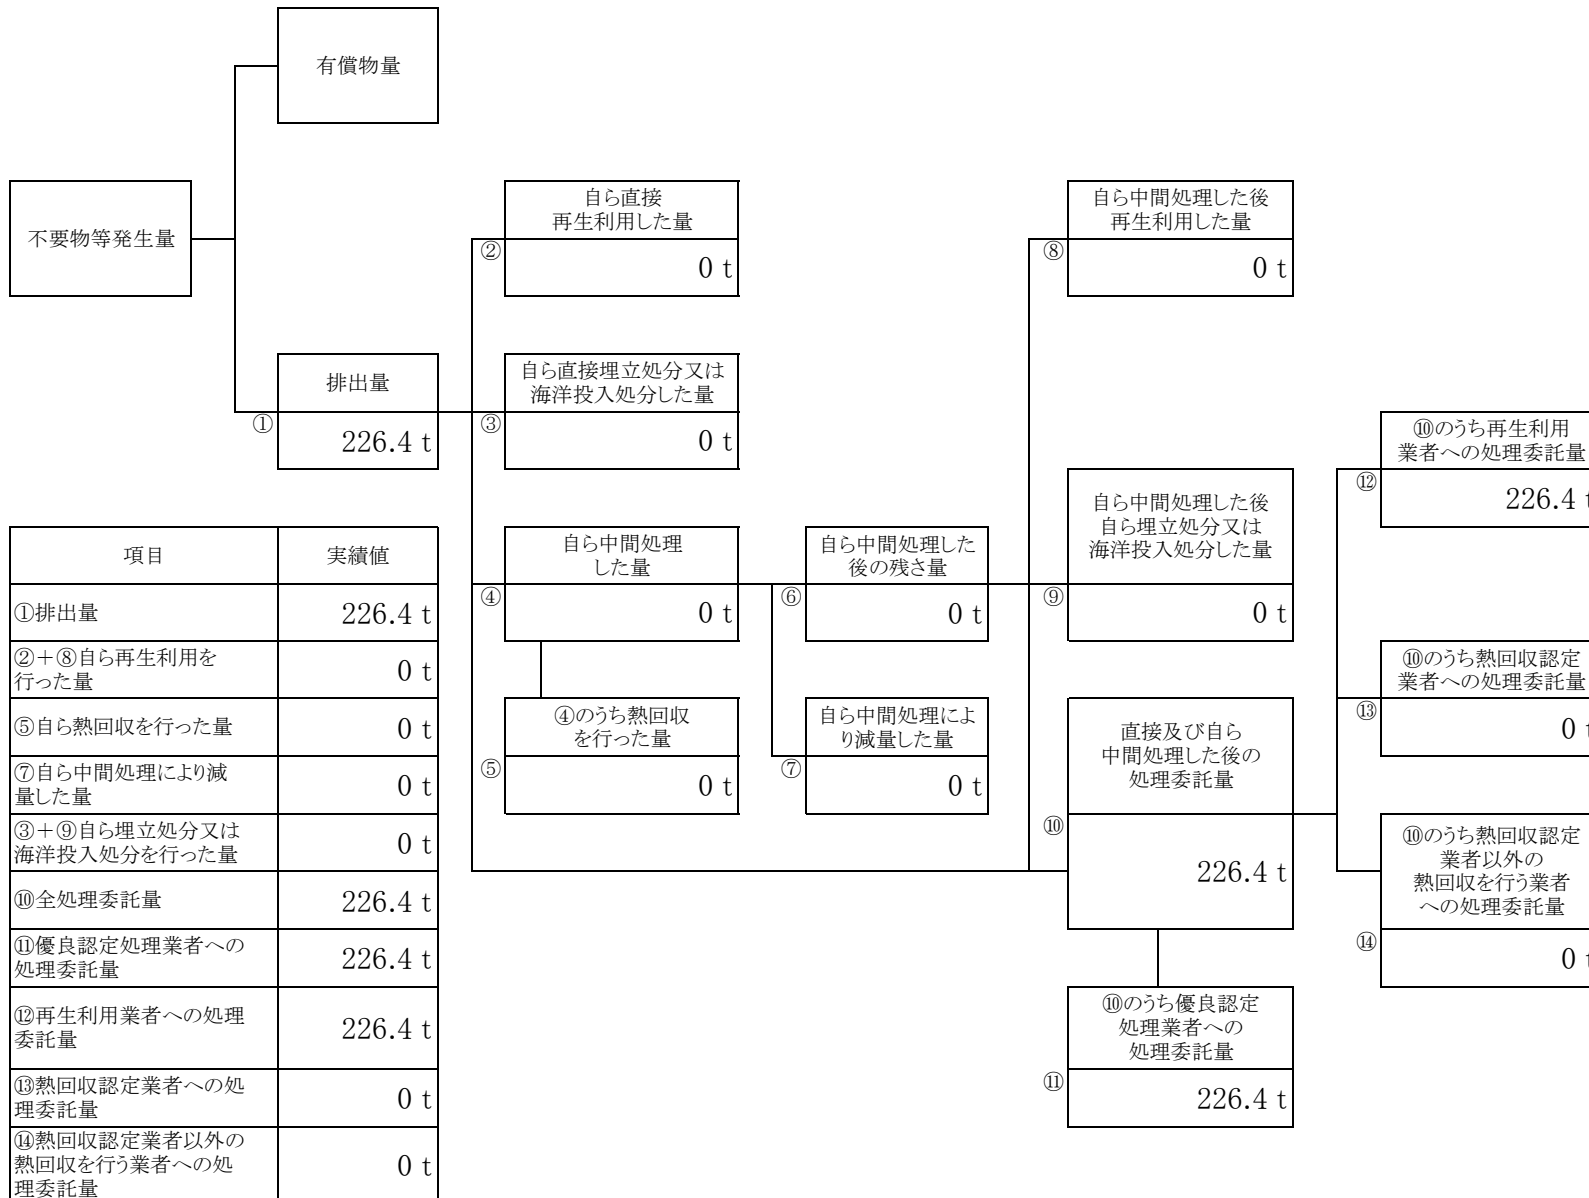 有償物量
不要物等発生量
自ら直接
再生利用した量
②
0 t
自ら中間処理した後
再生利用した量
⑧
0 t
排出量
①
226.4 t
自ら直接埋立処分又は
海洋投入処分した量
③
0 t
⑩のうち再生利用
業者への処理委託量
⑫
226.4 t
自ら中間処理
した量
④
0 t
自ら中間処理した
後の残さ量
⑥
0 t
自ら中間処理した後
自ら埋立処分又は
海洋投入処分した量
⑨
0 t
⑩のうち熱回収認定
業者への処理委託量
⑬
0 t
④のうち熱回収
を行った量
⑤
0 t
自ら中間処理によ
り減量した量
⑦
0 t
直接及び自ら
中間処理した後の
処理委託量
⑩
226.4 t
⑩のうち熱回収認定
業者以外の
熱回収を行う業者
への処理委託量
⑭
0 t
⑩のうち優良認定
処理業者への
処理委託量
⑪
226.4 t
項目 実績値
①排出量 226.4 t
②+⑧自ら再生利用を
行った量 0 t
⑤自ら熱回収を行った量 0 t
⑦自ら中間処理により減
量した量 0 t
③+⑨自ら埋立処分又は
海洋投入処分を行った量 0 t
⑩全処理委託量 226.4 t
⑪優良認定処理業者への
処理委託量 226.4 t
⑫再生利用業者への処理
委託量 226.4 t
⑬熱回収認定業者への処
理委託量 0 t
⑭熱回収認定業者以外の
熱回収を行う業者への処
理委託量 0 t